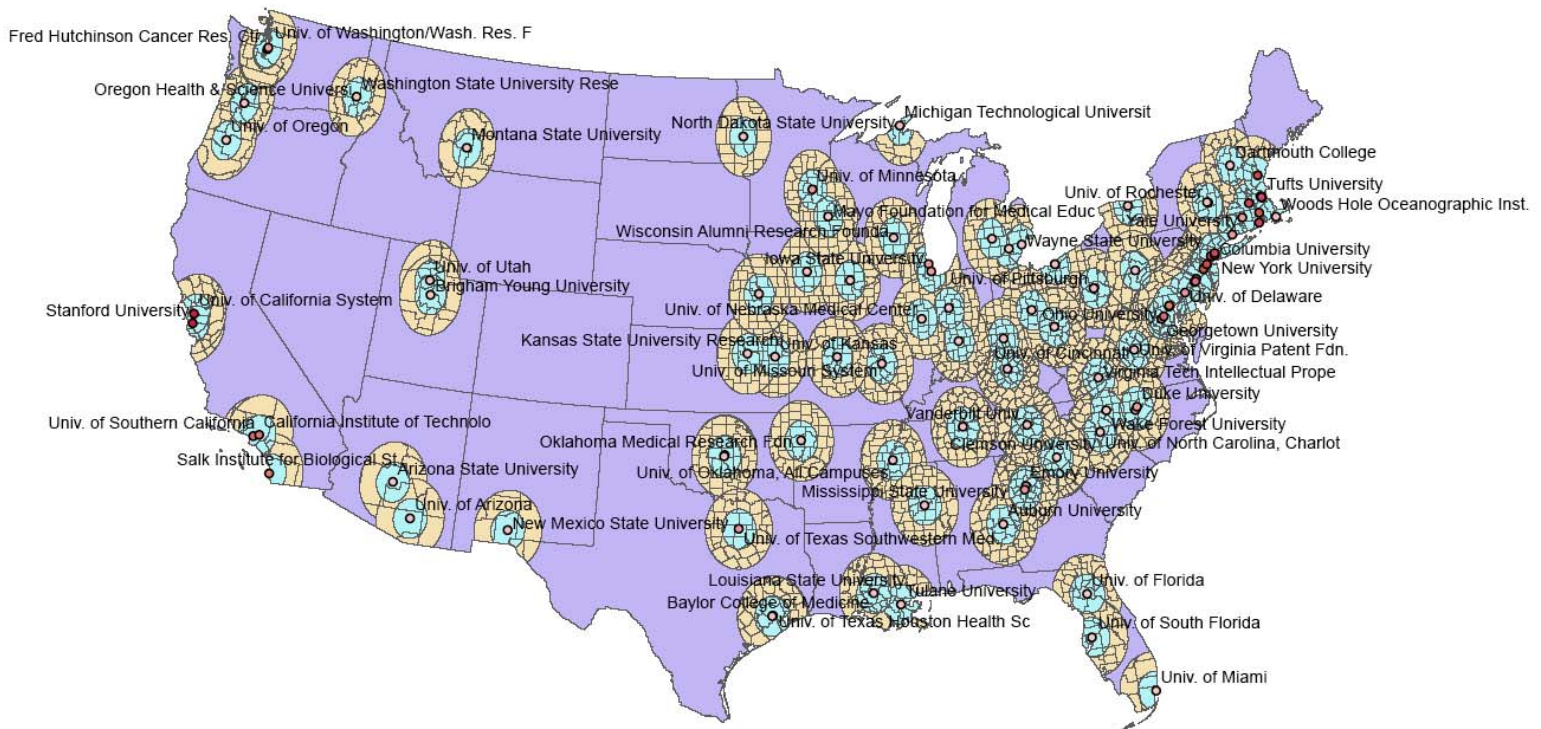 Fred Hutchinson Cancer Res. Ctr
Univ. of Washington/Wash. Res. F
Oregon Health & Science Universi
Washington State University Rese
Univ. of Oregon
Montana State University
North Dakota State University
Michigan Technological Universit
Dartmouth College
Univ. of Minnesota
Univ. of Rochester
Tufts University
Mayo Foundation for Medical Educ
Yale University
Woods Hole Oceanographic Inst.
Wisconsin Alumni Research Founda
Wayne State University
Columbia University
Iowa State University
New York University
Univ. of Utah
Brigham Young University
Univ. of Pittsburgh
Univ. of California System
Stanford University
Univ. of Nebraska Medical Center
Univ. of Delaware
Ohio University
Georgetown University
Kansas State University Research
Univ. of Kansas
Univ. of Cincinnati
Univ. of Virginia Patent Fdn.
Univ. of Missouri System
Virginia Tech Intellectual Prope
Duke University
Univ. of Southern California
California Institute of Technolo
Vanderbilt Univ.
Wake Forest University
Oklahoma Medical Research Fdn.
Clemson University
Univ. of North Carolina, Charlot
Salk Institute for Biological St
Arizona State University
Univ. of Oklahoma, All Campuses
Emory University
Mississippi State University
Univ. of Arizona
Auburn University
New Mexico State University
Univ. of Texas Southwestern Med.
Louisiana State University
Tulane University
Univ. of Florida
Baylor College of Medicine
Univ. of Texas Houston Health Sc
Univ. of South Florida
Univ. of Miami